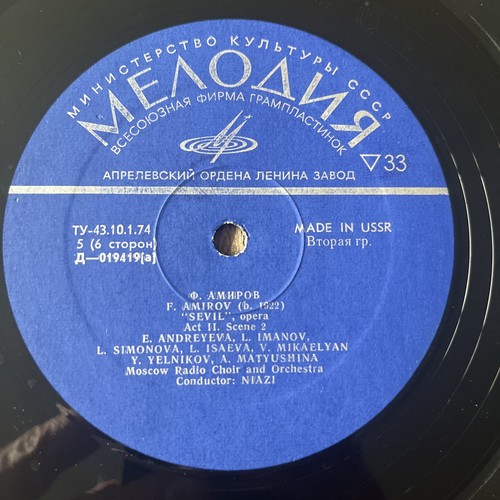 МИНИСТЕРСТВО КУЛЬТУРЫ СССР
МЕЛОДИЯ
ВСЕСОЮЗНАЯ ФИРМА ГРАМПЛАСТИНОК
▽33
АПРЕЛЕВСКИЙ ОРДЕНА ЛЕНИНА ЗАВОД
ТУ-43.10.1.74
5 (6 сторон)
Д—019419(а)
MADE IN USSR
Вторая гр.
Ф. АМИРОВ
F. AMIROV (b. 1922)
"SEVIL", opera
Act II. Scene 2
E. ANDREYEVA, L. IMANOV,
L. SIMONOVA, L. ISAEVA, V. MIKAELYAN
Y. YELNIKOV, A. MATYUSHINA
Moscow Radio Choir and Orchestra
Conductor: NIAZI